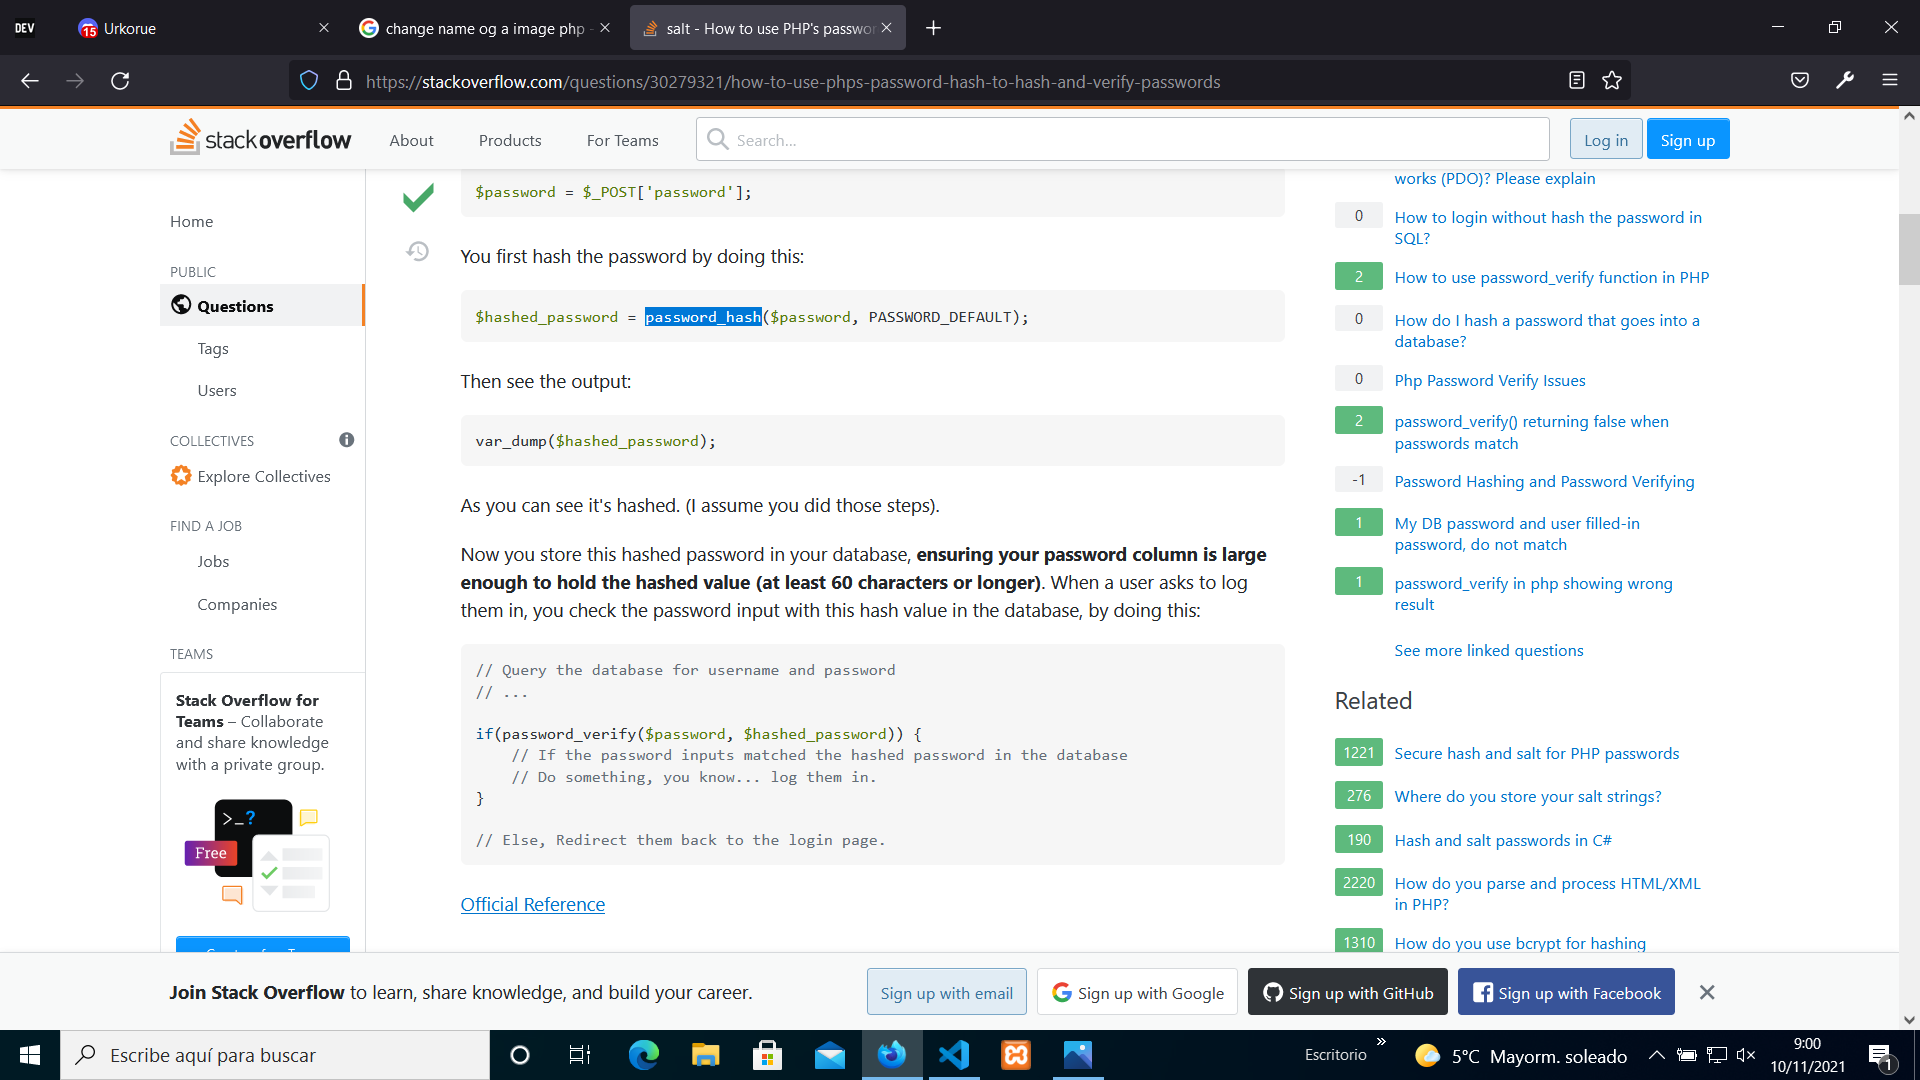 DEV
15
Urkorue
change name og a image php -
salt - How to use PHP's passwor
https://stackoverflow.com/questions/30279321/how-to-use-phps-password-hash-to-hash-and-verify-passwords
stack overflow
About
Products
For Teams
Search...
Log in
Sign up
Home
PUBLIC
Questions
Tags
Users
COLLECTIVES
Explore Collectives
FIND A JOB
Jobs
Companies
TEAMS
Stack Overflow for
Teams – Collaborate
and share knowledge
with a private group.
>_?
Free
$password = $_POST['password'];
You first hash the password by doing this:
$hashed_password = password_hash($password, PASSWORD_DEFAULT);
Then see the output:
var_dump($hashed_password);
As you can see it's hashed. (I assume you did those steps).
Now you store this hashed password in your database, ensuring your password column is large
enough to hold the hashed value (at least 60 characters or longer). When a user asks to log
them in, you check the password input with this hash value in the database, by doing this:
// Query the database for username and password
// ...
if(password_verify($password, $hashed_password)) {
// If the password inputs matched the hashed password in the database
// Do something, you know... log them in.
}
// Else, Redirect them back to the login page.
Official Reference
works (PDO)? Please explain
0 How to login without hash the password in
SQL?
2 How to use password_verify function in PHP
0 How do I hash a password that goes into a
database?
0 Php Password Verify Issues
2 password_verify() returning false when
passwords match
-1 Password Hashing and Password Verifying
1 My DB password and user filled-in
password, do not match
1 password_verify in php showing wrong
result
See more linked questions
Related
1221 Secure hash and salt for PHP passwords
276 Where do you store your salt strings?
190 Hash and salt passwords in C#
2220 How do you parse and process HTML/XML
in PHP?
1310 How do you use bcrypt for hashing
Join Stack Overflow to learn, share knowledge, and build your career.
Sign up with email
Sign up with Google
Sign up with GitHub
Sign up with Facebook
Escribe aquí para buscar
Escritorio
5°C Mayorm. soleado
9:00
10/11/2021
1